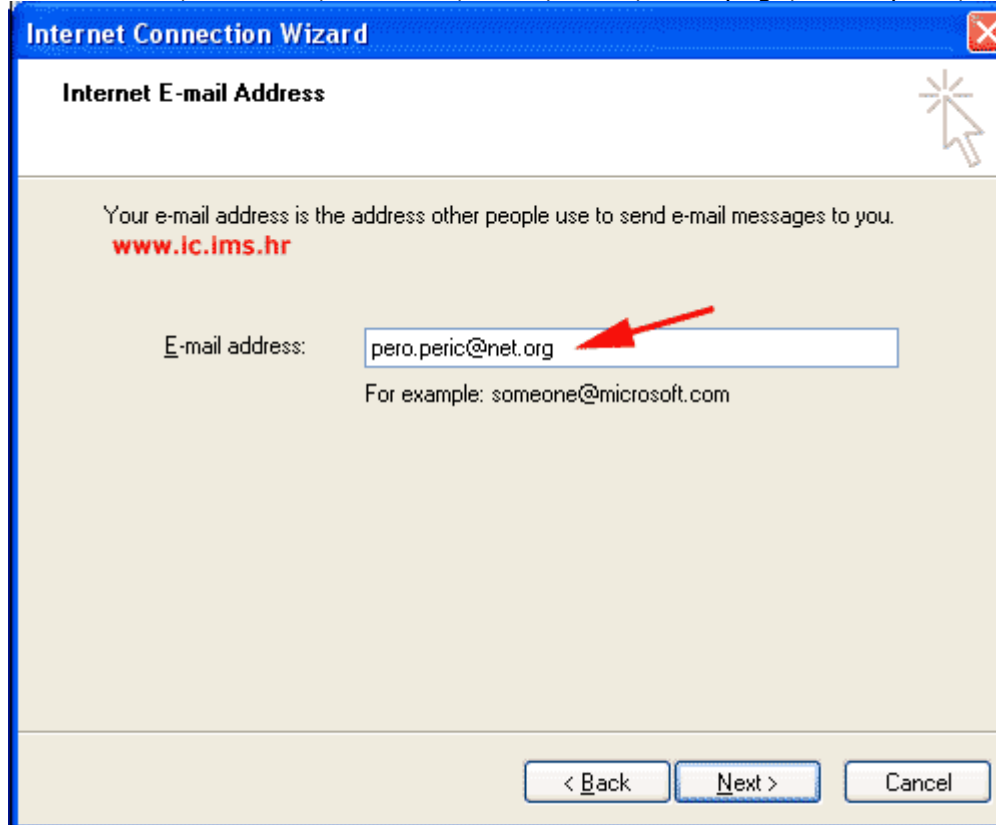 Internet Connection Wizard
Internet E-mail Address
Your e-mail address is the address other people use to send e-mail messages to you.
www.ic.ims.hr
E-mail address: pero.peric@net.org
For example: someone@microsoft.com
< Back Next > Cancel